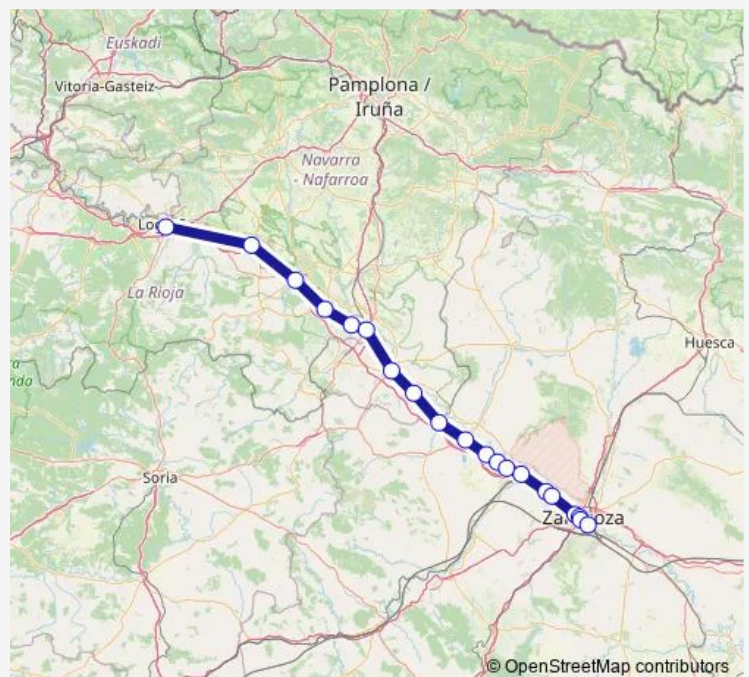 Euskadi
Vitoria-Gasteiz
Pamplona /
Iruña
Navarra
- Nafarroa
La Rioja
Huesca
Soria
© OpenStreetMap contributors